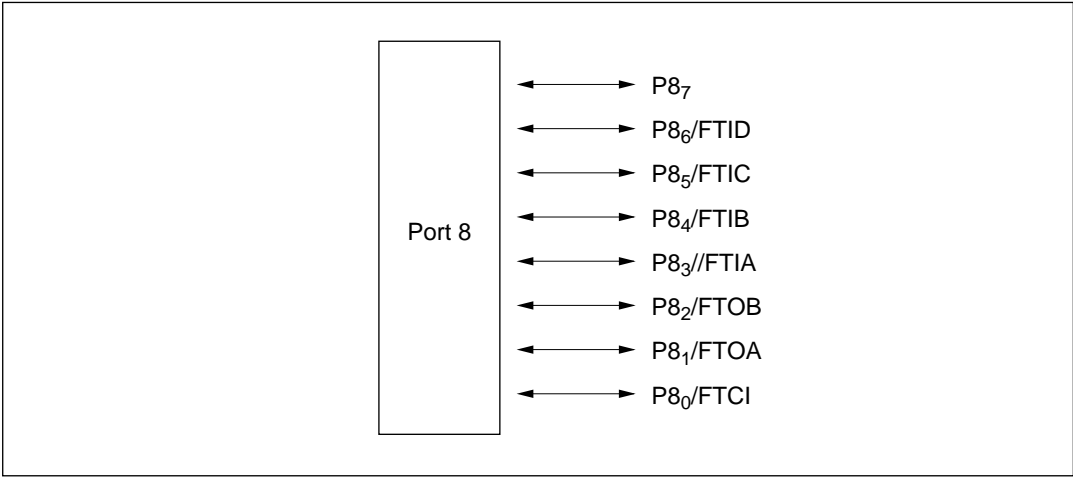 Port 8
P8₇
P8₆/FTID
P8₅/FTIC
P8₄/FTIB
P8₃//FTIA
P8₂/FTOB
P8₁/FTOA
P8₀/FTCI